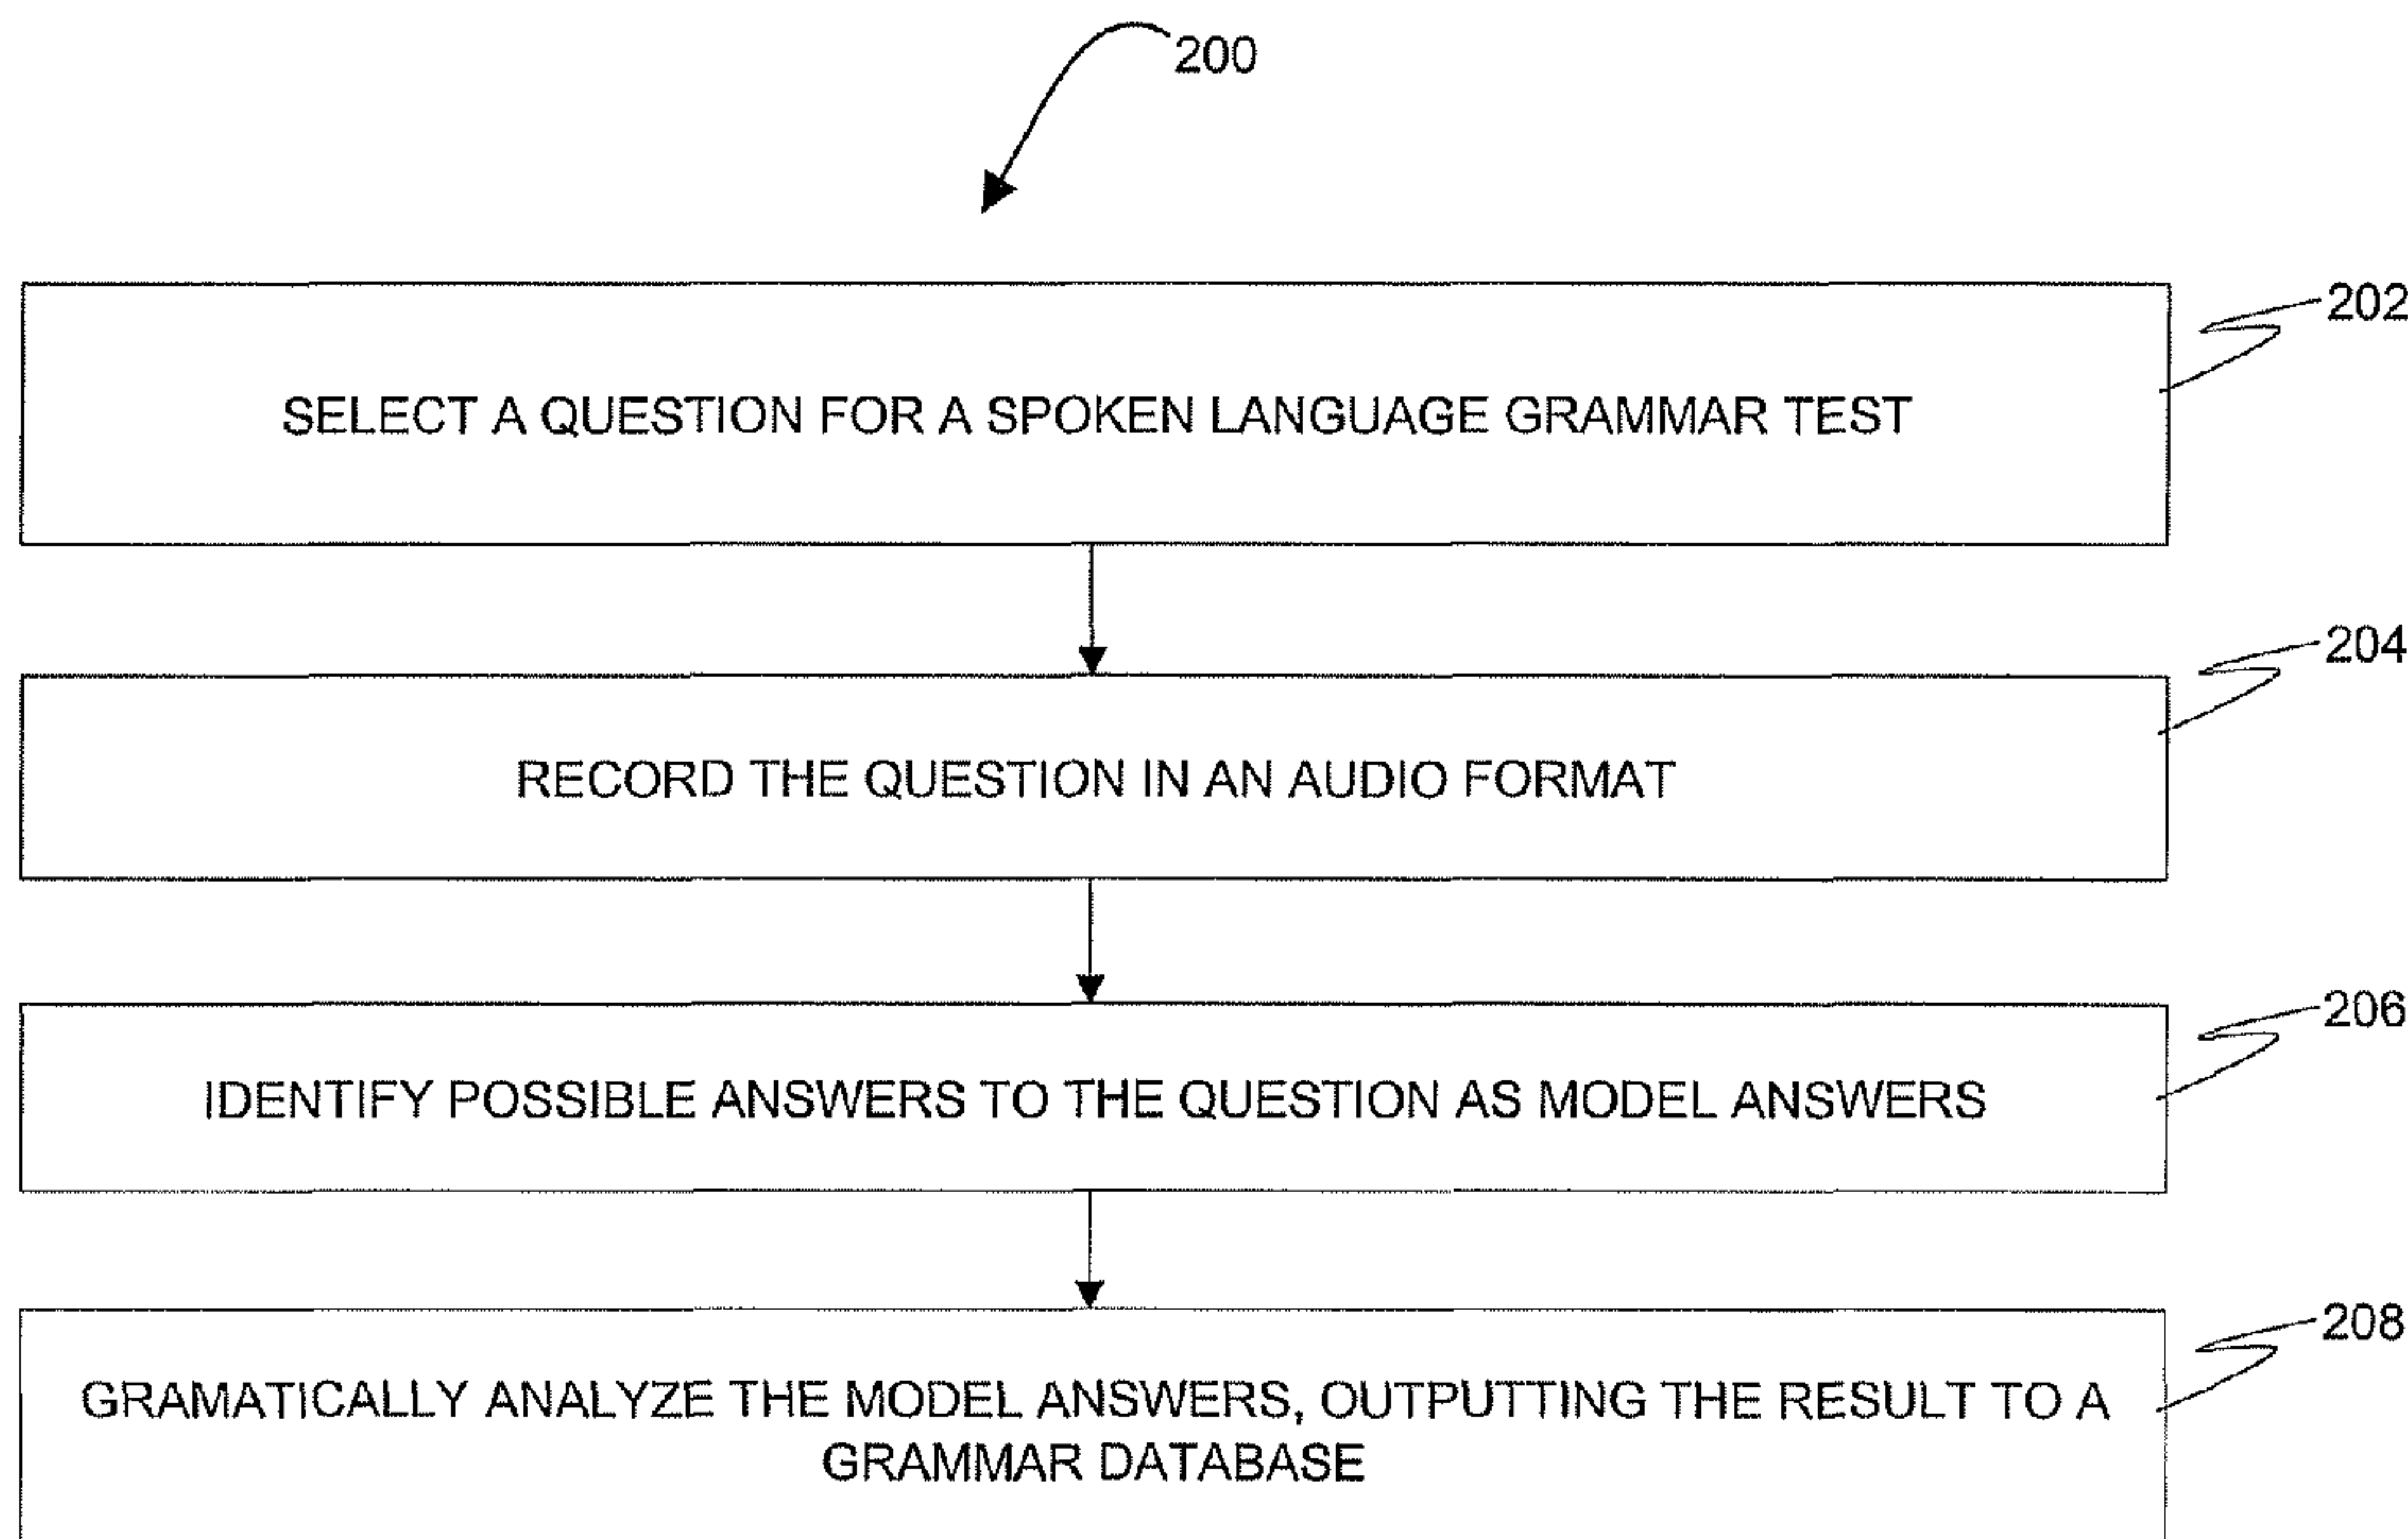 200
202
SELECT A QUESTION FOR A SPOKEN LANGUAGE GRAMMAR TEST
204
RECORD THE QUESTION IN AN AUDIO FORMAT
206
IDENTIFY POSSIBLE ANSWERS TO THE QUESTION AS MODEL ANSWERS
208
GRAMATICALLY ANALYZE THE MODEL ANSWERS, OUTPUTTING THE RESULT TO A
GRAMMAR DATABASE